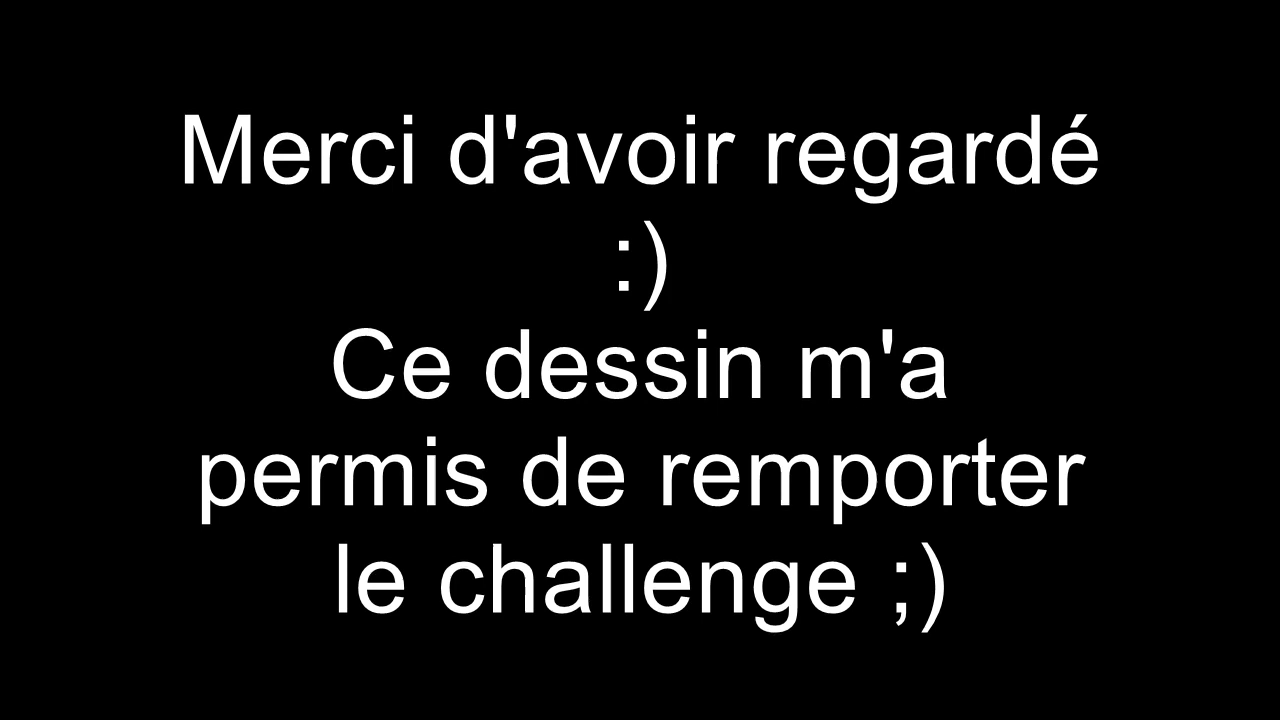 Merci d'avoir regardé
:)
Ce dessin m'a
permis de remporter
le challenge ;)